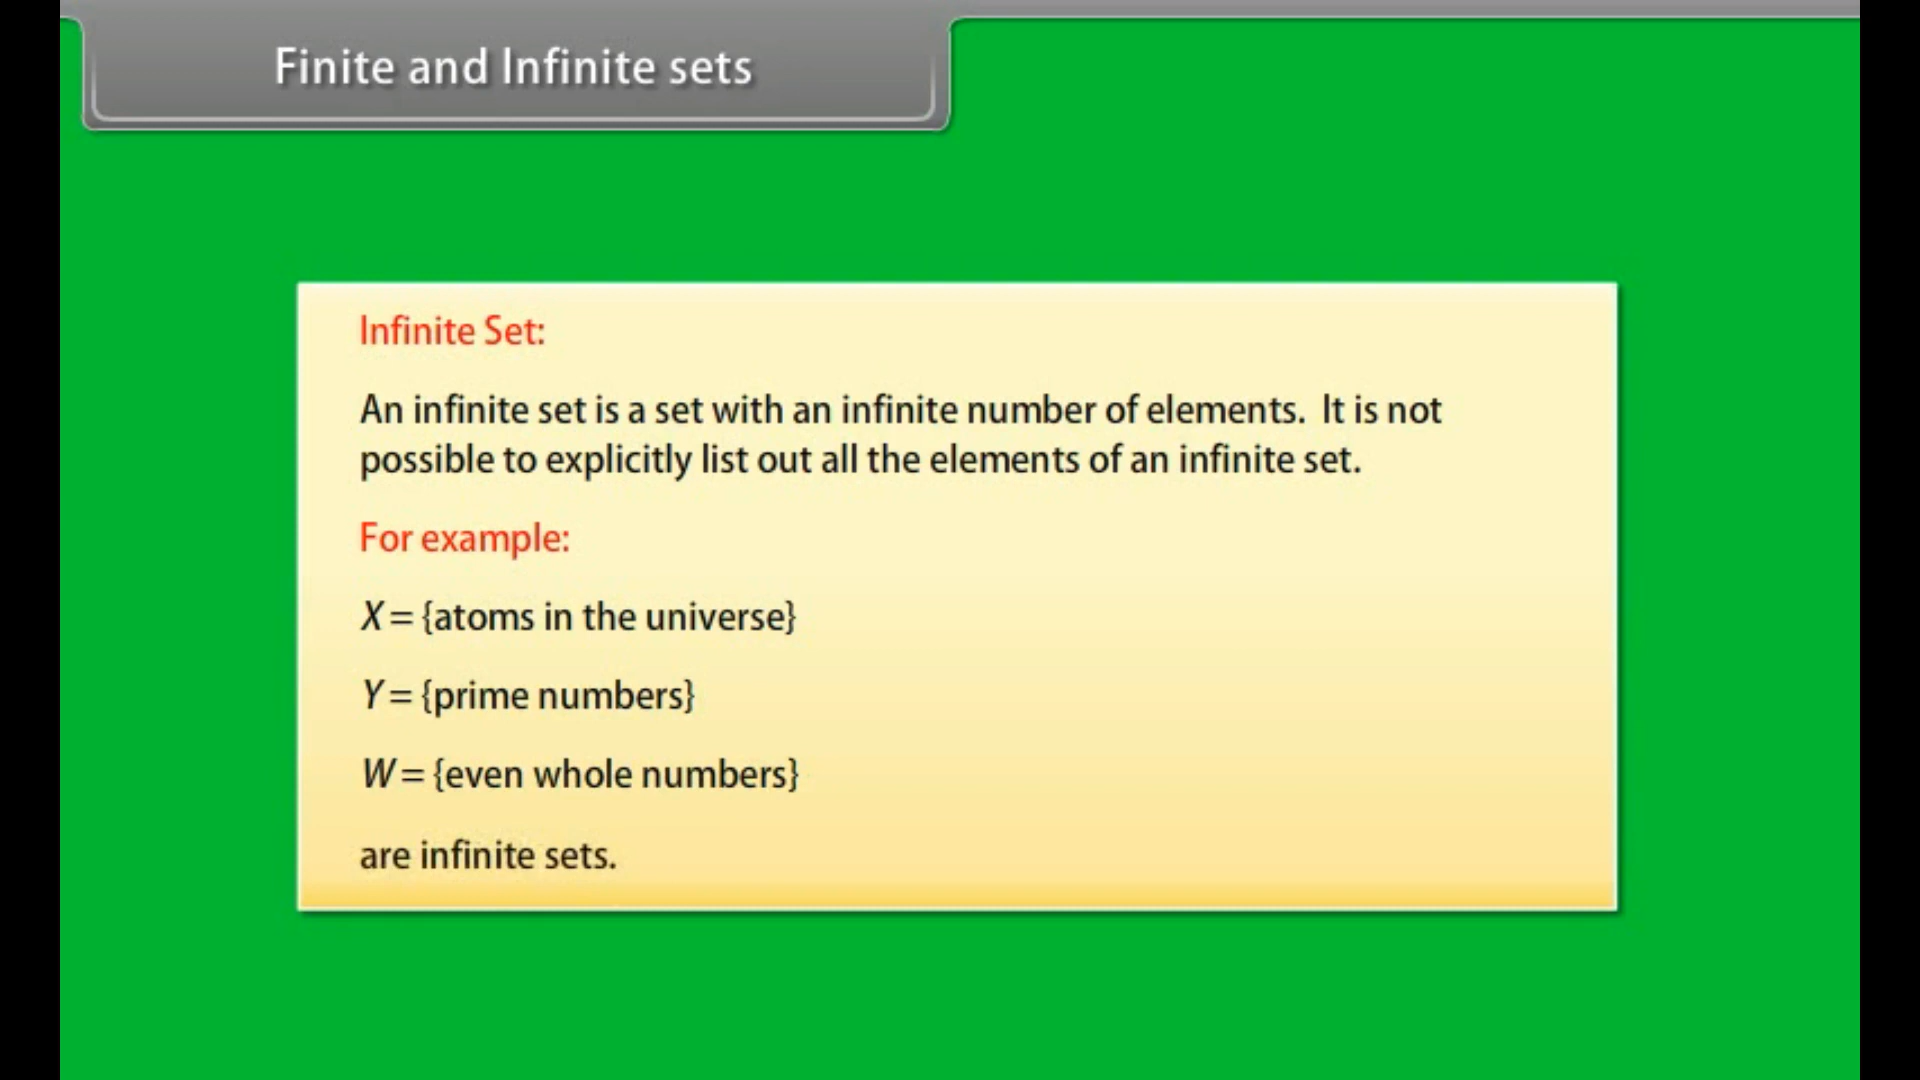 Finite and Infinite sets
Infinite Set:
An infinite set is a set with an infinite number of elements. It is not
possible to explicitly list out all the elements of an infinite set.
For example:
X = {atoms in the universe}
Y = {prime numbers}
W = {even whole numbers}
are infinite sets.